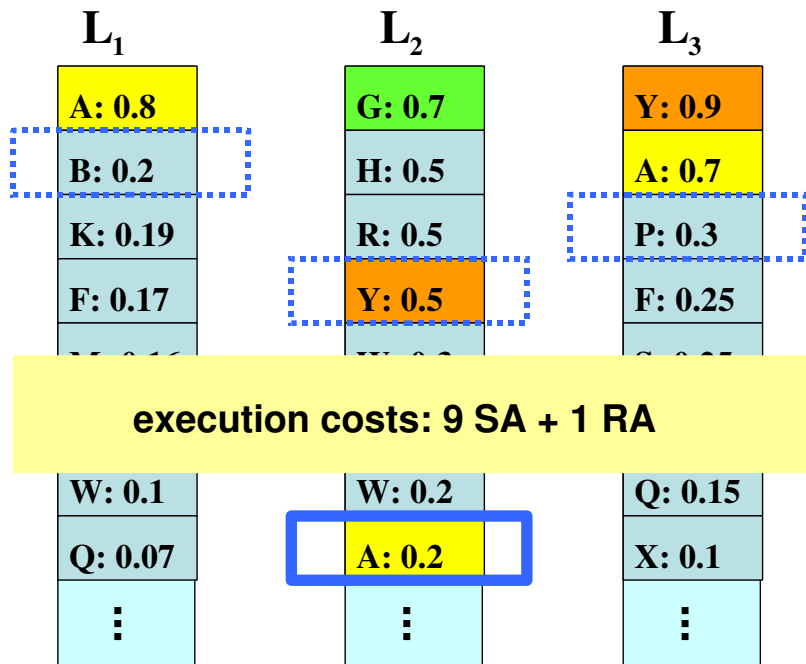 L1 L2 L3
A: 0.8 G: 0.7 Y: 0.9
B: 0.2 H: 0.5 A: 0.7
K: 0.19 R: 0.5 P: 0.3
F: 0.17 Y: 0.5 F: 0.25
execution costs: 9 SA + 1 RA
W: 0.1 W: 0.2 Q: 0.15
Q: 0.07 A: 0.2 X: 0.1
⋮ ⋮ ⋮